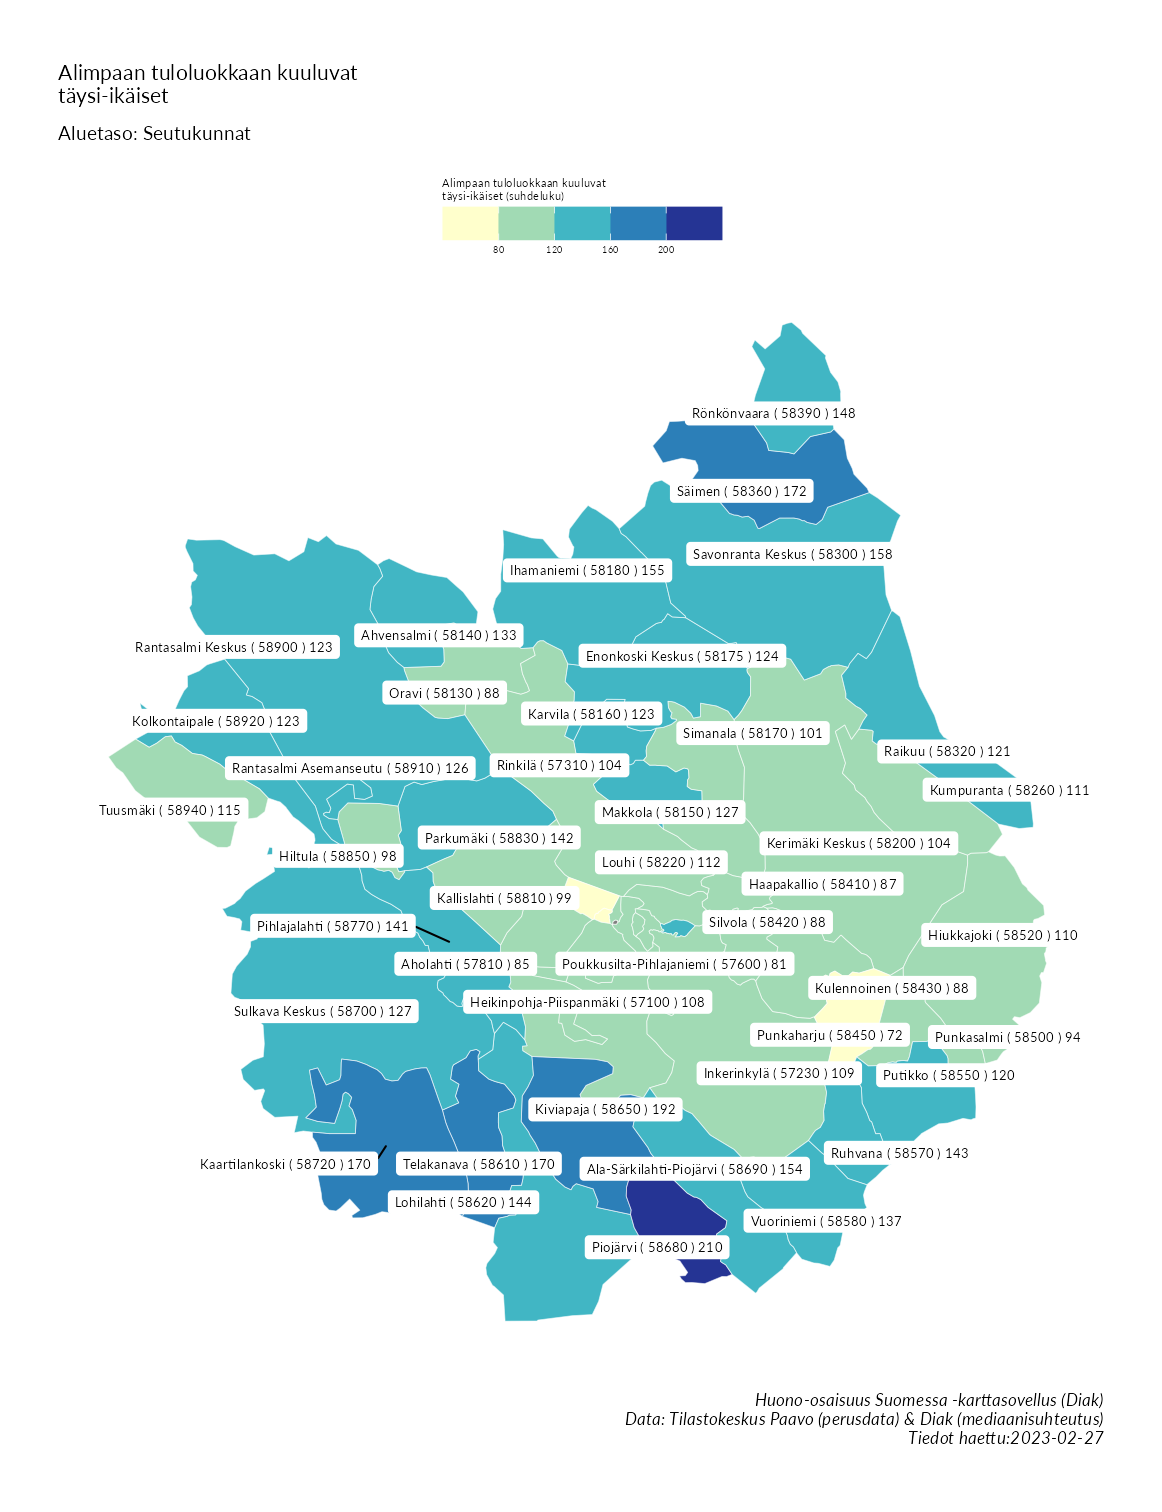 Alimpaan tuloluokkaan kuuluvat
täysi-ikäiset
Aluetaso: Seutukunnat
Alimpaan tuloluokkaan kuuluvat
täysi-ikäiset (suhdeluku)
80 120 160 200
Rönkönvaara ( 58390 ) 148
Säimen ( 58360 ) 172
Savonranta Keskus ( 58300 ) 158
Ihamaniemi ( 58180 ) 155
Ahvensalmi ( 58140 ) 133
Rantasalmi Keskus ( 58900 ) 123
Enonkoski Keskus ( 58175 ) 124
Oravi ( 58130 ) 88
Karvila ( 58160 ) 123
Kolkontaipale ( 58920 ) 123
Simanala ( 58170 ) 101
Raikuu ( 58320 ) 121
Rantasalmi Asemanseutu ( 58910 ) 126
Rinkilä ( 57310 ) 104
Kumpuranta ( 58260 ) 111
Tuusmäki ( 58940 ) 115
Makkola ( 58150 ) 127
Parkumäki ( 58830 ) 142
Kerimäki Keskus ( 58200 ) 104
Hiltula ( 58850 ) 98
Louhi ( 58220 ) 112
Haapakallio ( 58410 ) 87
Kallislahti ( 58810 ) 99
Pihlajalahti ( 58770 ) 141
Silvola ( 58420 ) 88
Hiukkajoki ( 58520 ) 110
Aholahti ( 57810 ) 85
Poukkusilta-Pihlajaniemi ( 57600 ) 81
Kulennoinen ( 58430 ) 88
Heikinpohja-Piispanmäki ( 57100 ) 108
Sulkava Keskus ( 58700 ) 127
Punkaharju ( 58450 ) 72
Punkasalmi ( 58500 ) 94
Inkerinkylä ( 57230 ) 109
Putikko ( 58550 ) 120
Kiviapaja ( 58650 ) 192
Ruhvana ( 58570 ) 143
Kaartilankoski ( 58720 ) 170
Telakanava ( 58610 ) 170
Ala-Särkilahti-Piojärvi ( 58690 ) 154
Lohilahti ( 58620 ) 144
Vuoriniemi ( 58580 ) 137
Piojärvi ( 58680 ) 210
Huono-osaisuus Suomessa -karttasovellus (Diak)
Data: Tilastokeskus Paavo (perusdata) & Diak (mediaanisuhteutus)
Tiedot haettu:2023-02-27